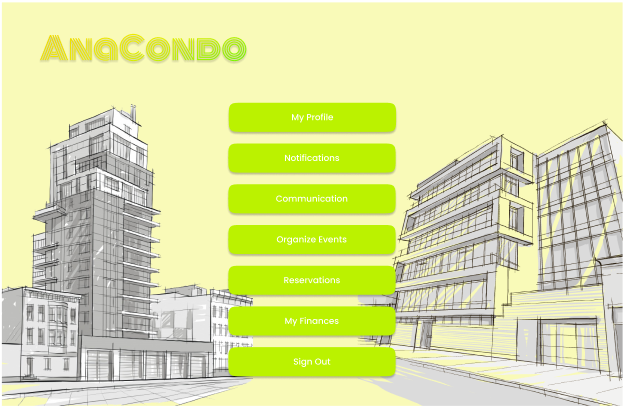 AnaCondo
My Profile
Notifications
Communication
Organize Events
Reservations
My Finances
Sign Out